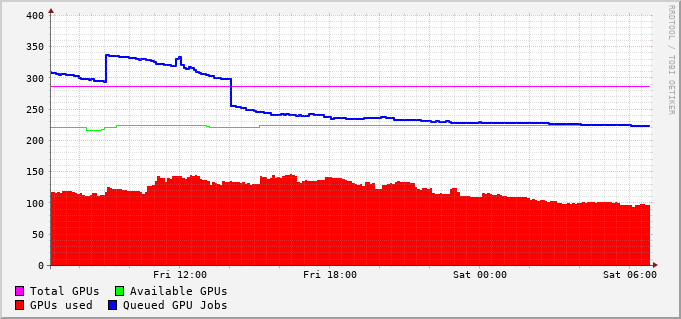 400
350
300
250
200
150
100
50
0
Fri 12:00 Fri 18:00 Sat 00:00 Sat 06:00
Total GPUs Available GPUs
GPUs used Queued GPU Jobs
RRDTOOL / TOBI OETIKER